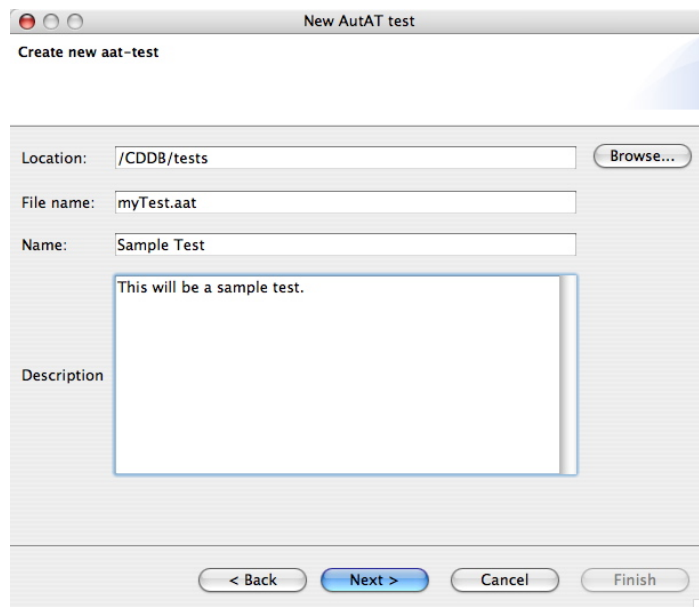 New AutAT test
Create new aat-test
Location: /CDDB/tests Browse...
File name: myTest.aat
Name: Sample Test
This will be a sample test.
Description
< Back Next > Cancel Finish